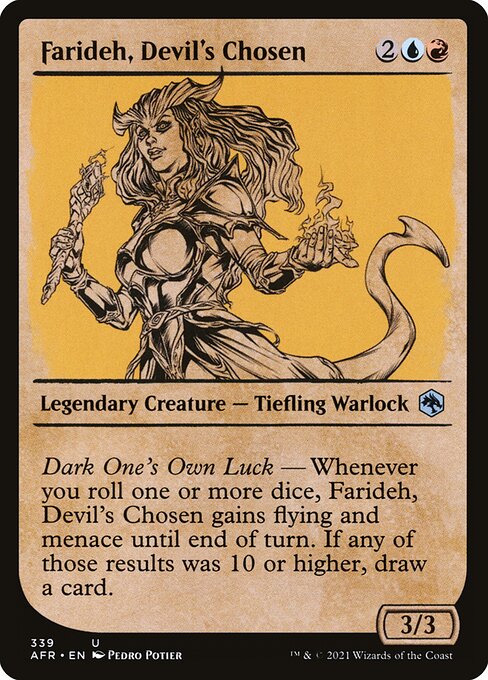 Farideh, Devil's Chosen 2
Legendary Creature — Tiefling Warlock
Dark One's Own Luck — Whenever
you roll one or more dice, Farideh,
Devil's Chosen gains flying and
menace until end of turn. If any of
those results was 10 or higher, draw
a card.
3/3
339 U
AFR • EN Pedro Potier
™ & © 2021 Wizards of the Coast